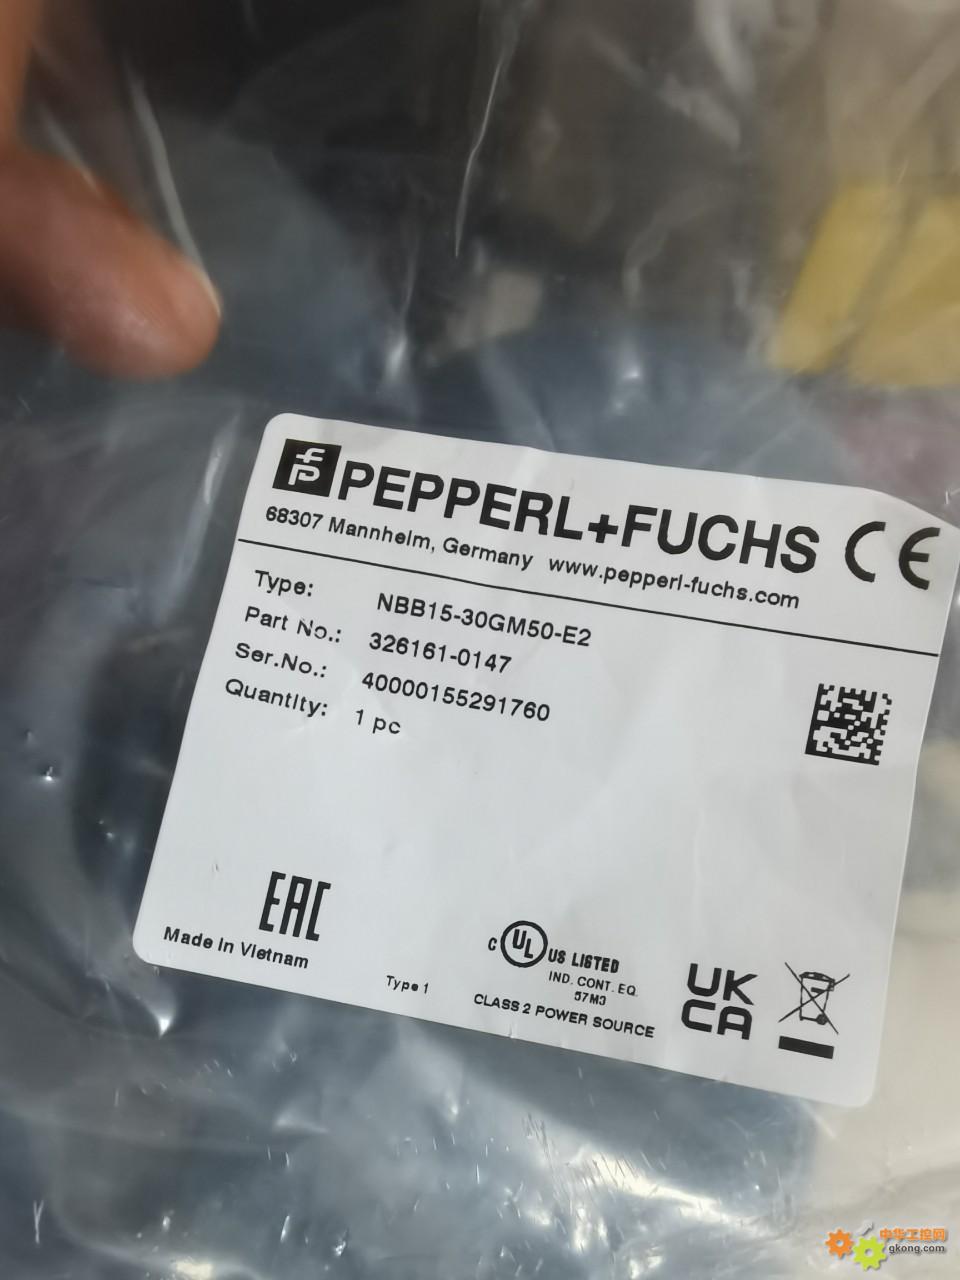 PEPPERL+FUCHS CE
68307 Mannheim, Germany www.pepperl-fuchs.com
Type: NBB15-30GM50-E2
Part No.: 326161-0147
Ser.No.: 40000155291760
Quantity: 1 pc
EAC
Made in Vietnam
Type 1
C UL US LISTED
IND. CONT. EQ.
57M3
CLASS 2 POWER SOURCE
UK
CA
中华工控网
gkong.com